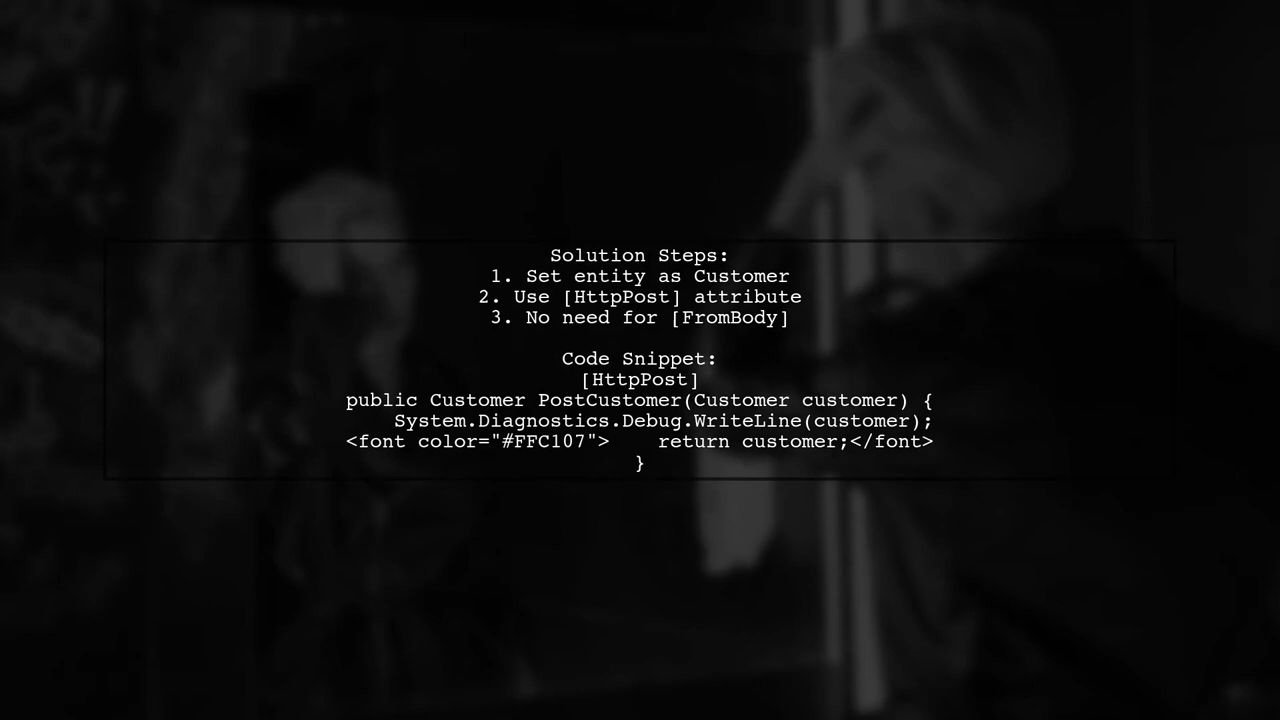 Solution Steps:
1. Set entity as Customer
2. Use [HttpPost] attribute
3. No need for [FromBody]
Code Snippet:
[HttpPost]
public Customer PostCustomer(Customer customer) {
    System.Diagnostics.Debug.WriteLine(customer);
<font color="#FFC107">    return customer;</font>
}